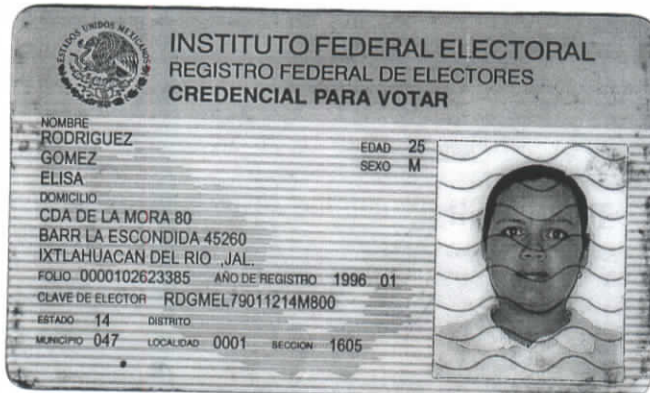 ESTADOS UNIDOS MEXICANOS
INSTITUTO FEDERAL ELECTORAL
REGISTRO FEDERAL DE ELECTORES
CREDENCIAL PARA VOTAR
NOMBRE
RODRIGUEZ
GOMEZ
ELISA
EDAD 25
SEXO M
DOMICILIO
CDA DE LA MORA 80
BARR LA ESCONDIDA 45260
IXTLAHUACAN DEL RIO ,JAL.
FOLIO 0000102623385 AÑO DE REGISTRO 1996 01
CLAVE DE ELECTOR RDGMEL79011214M800
ESTADO 14 DISTRITO
MUNICIPIO 047 LOCALIDAD 0001 SECCION 1605